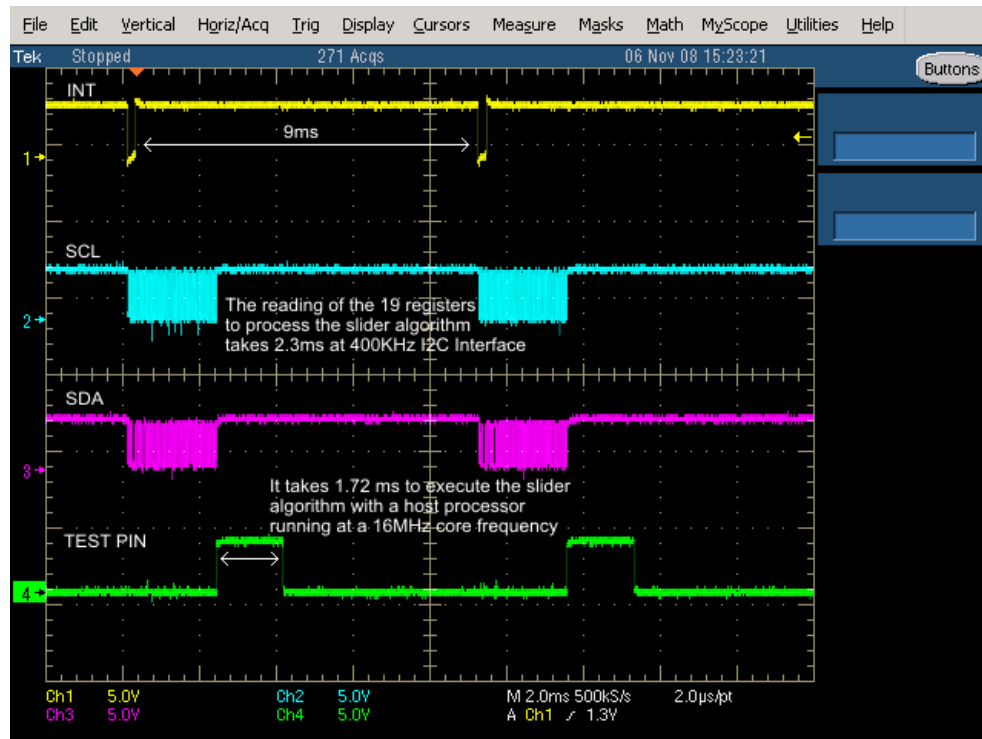 File Edit Vertical Horiz/Acq Trig Display Cursors Measure Masks Math MyScope Utilities Help
Tek Stopped 271 Acqs 06 Nov 08 15:23:21
Buttons
INT
9ms
1
SCL
The reading of the 19 registers
to process the slider algorithm
takes 2.3ms at 400KHz I2C Interface
2
SDA
3
It takes 1.72 ms to execute the slider
algorithm with a host processor
running at a 16MHz core frequency
TEST PIN
4
Ch1 5.0V Ch2 5.0V M 2.0ms 500kS/s 2.0µs/pt
Ch3 5.0V Ch4 5.0V A Ch1 ∕ 1.3V